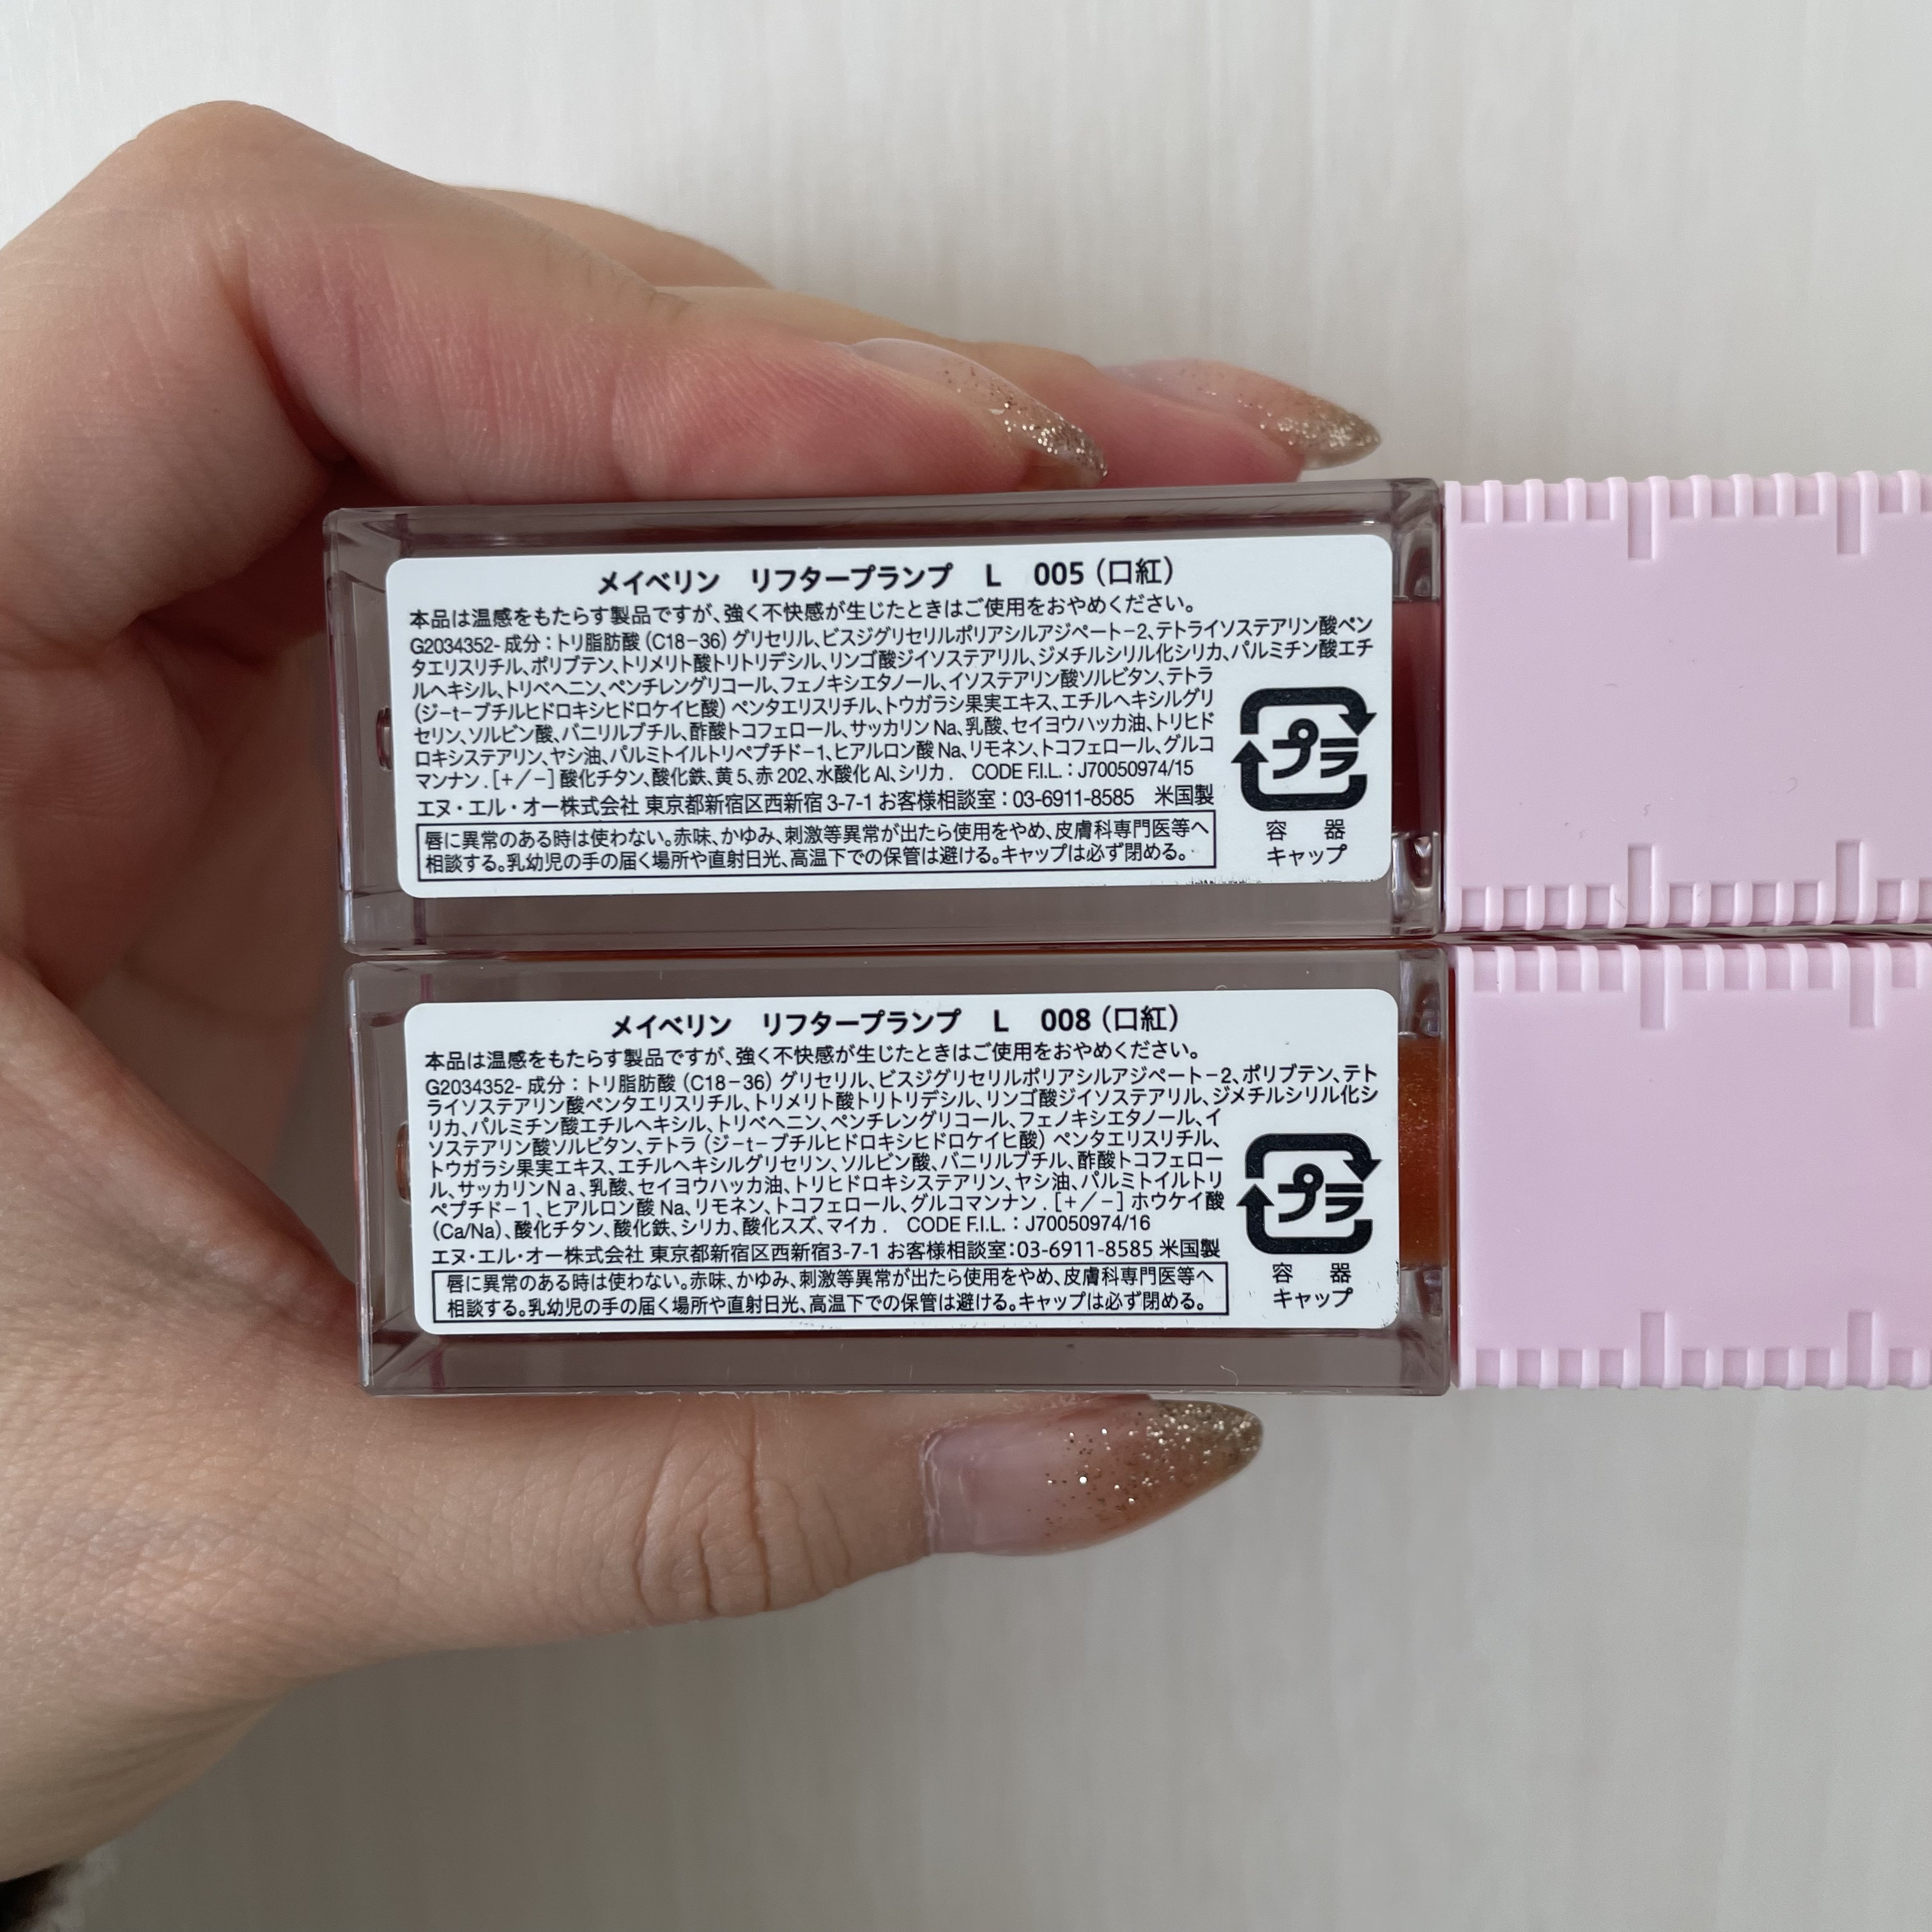 メイベリン リフタープランプ L 005(口紅)
本品は温感をもたらす製品ですが、強く不快感が生じたときはご使用をおやめください。
G2034352- 成分:トリ脂肪酸(C18-36)グリセリル、ビスジグリセリルポリアシルアジペート-2、テトライソステアリン酸ペン
タエリスリチル、ポリブテン、トリメリト酸トリトリデシル、リンゴ酸ジイソステアリル、ジメチルシリル化シリカ、パルミチン酸エチ
ルヘキシル、トリベヘニン、ペンチレングリコール、フェノキシエタノール、イソステアリン酸ソルビタン、テトラ
(ジ-t-ブチルヒドロキシヒドロケイヒ酸)ペンタエリスリチル、トウガラシ果実エキス、エチルヘキシルグリ
セリン、ソルビン酸、バニリルブチル、酢酸トコフェロール、サッカリンNa、乳酸、セイヨウハッカ油、トリヒド
ロキシステアリン、ヤシ油、パルミトイルトリペプチド-1、ヒアルロン酸Na、リモネン、トコフェロール、グルコ
マンナン.[+/-]酸化チタン、酸化鉄、黄5、赤202、水酸化Al、シリカ. CODE F.I.L.:J70050974/15
エヌ・エル・オー株式会社 東京都新宿区西新宿3-7-1 お客様相談室:03-6911-8585 米国製
唇に異常のある時は使わない。赤味、かゆみ、刺激等異常が出たら使用をやめ、皮膚科専門医等へ
相談する。乳幼児の手の届く場所や直射日光、高温下での保管は避ける。キャップは必ず閉める。
プラ
容 器
キャップ
メイベリン リフタープランプ L 008(口紅)
本品は温感をもたらす製品ですが、強く不快感が生じたときはご使用をおやめください。
G2034352- 成分:トリ脂肪酸(C18-36)グリセリル、ビスジグリセリルポリアシルアジペート-2、ポリブテン、テト
ライソステアリン酸ペンタエリスリチル、トリメリト酸トリトリデシル、リンゴ酸ジイソステアリル、ジメチルシリル化シ
リカ、パルミチン酸エチルヘキシル、トリベヘニン、ペンチレングリコール、フェノキシエタノール、イ
ソステアリン酸ソルビタン、テトラ(ジ-t-ブチルヒドロキシヒドロケイヒ酸)ペンタエリスリチル、
トウガラシ果実エキス、エチルヘキシルグリセリン、ソルビン酸、バニリルブチル、酢酸トコフェロー
ル、サッカリンNa、乳酸、セイヨウハッカ油、トリヒドロキシステアリン、ヤシ油、パルミトイルトリ
ペプチド-1、ヒアルロン酸Na、リモネン、トコフェロール、グルコマンナン.[+/-]ホウケイ酸
(Ca/Na)、酸化チタン、酸化鉄、シリカ、酸化スズ、マイカ. CODE F.I.L.:J70050974/16
エヌ・エル・オー株式会社 東京都新宿区西新宿3-7-1 お客様相談室:03-6911-8585 米国製
唇に異常のある時は使わない。赤味、かゆみ、刺激等異常が出たら使用をやめ、皮膚科専門医等へ
相談する。乳幼児の手の届く場所や直射日光、高温下での保管は避ける。キャップは必ず閉める。
プラ
容 器
キャップ